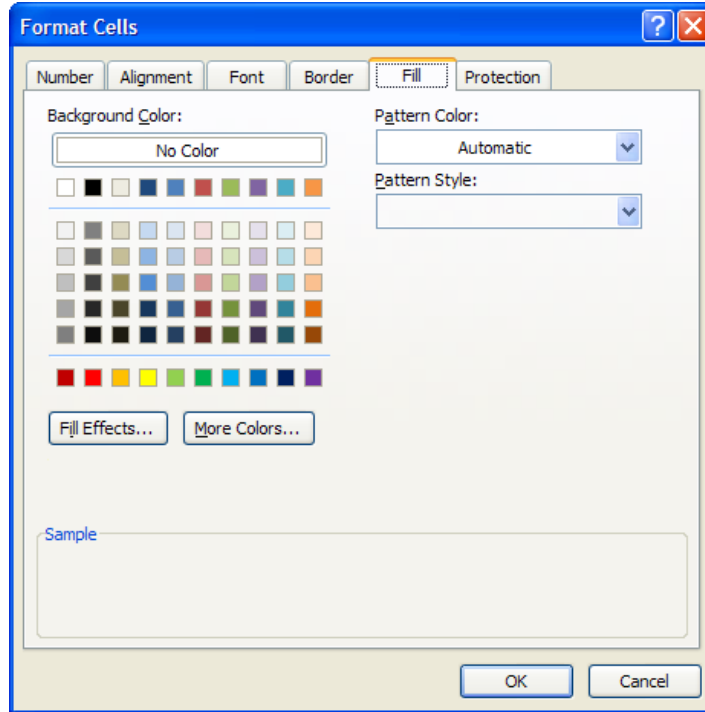 Format Cells
?
Number Alignment Font Border Fill Protection
Background Color:
No Color
Pattern Color:
Automatic
Pattern Style:
Fill Effects...
More Colors...
Sample
OK
Cancel